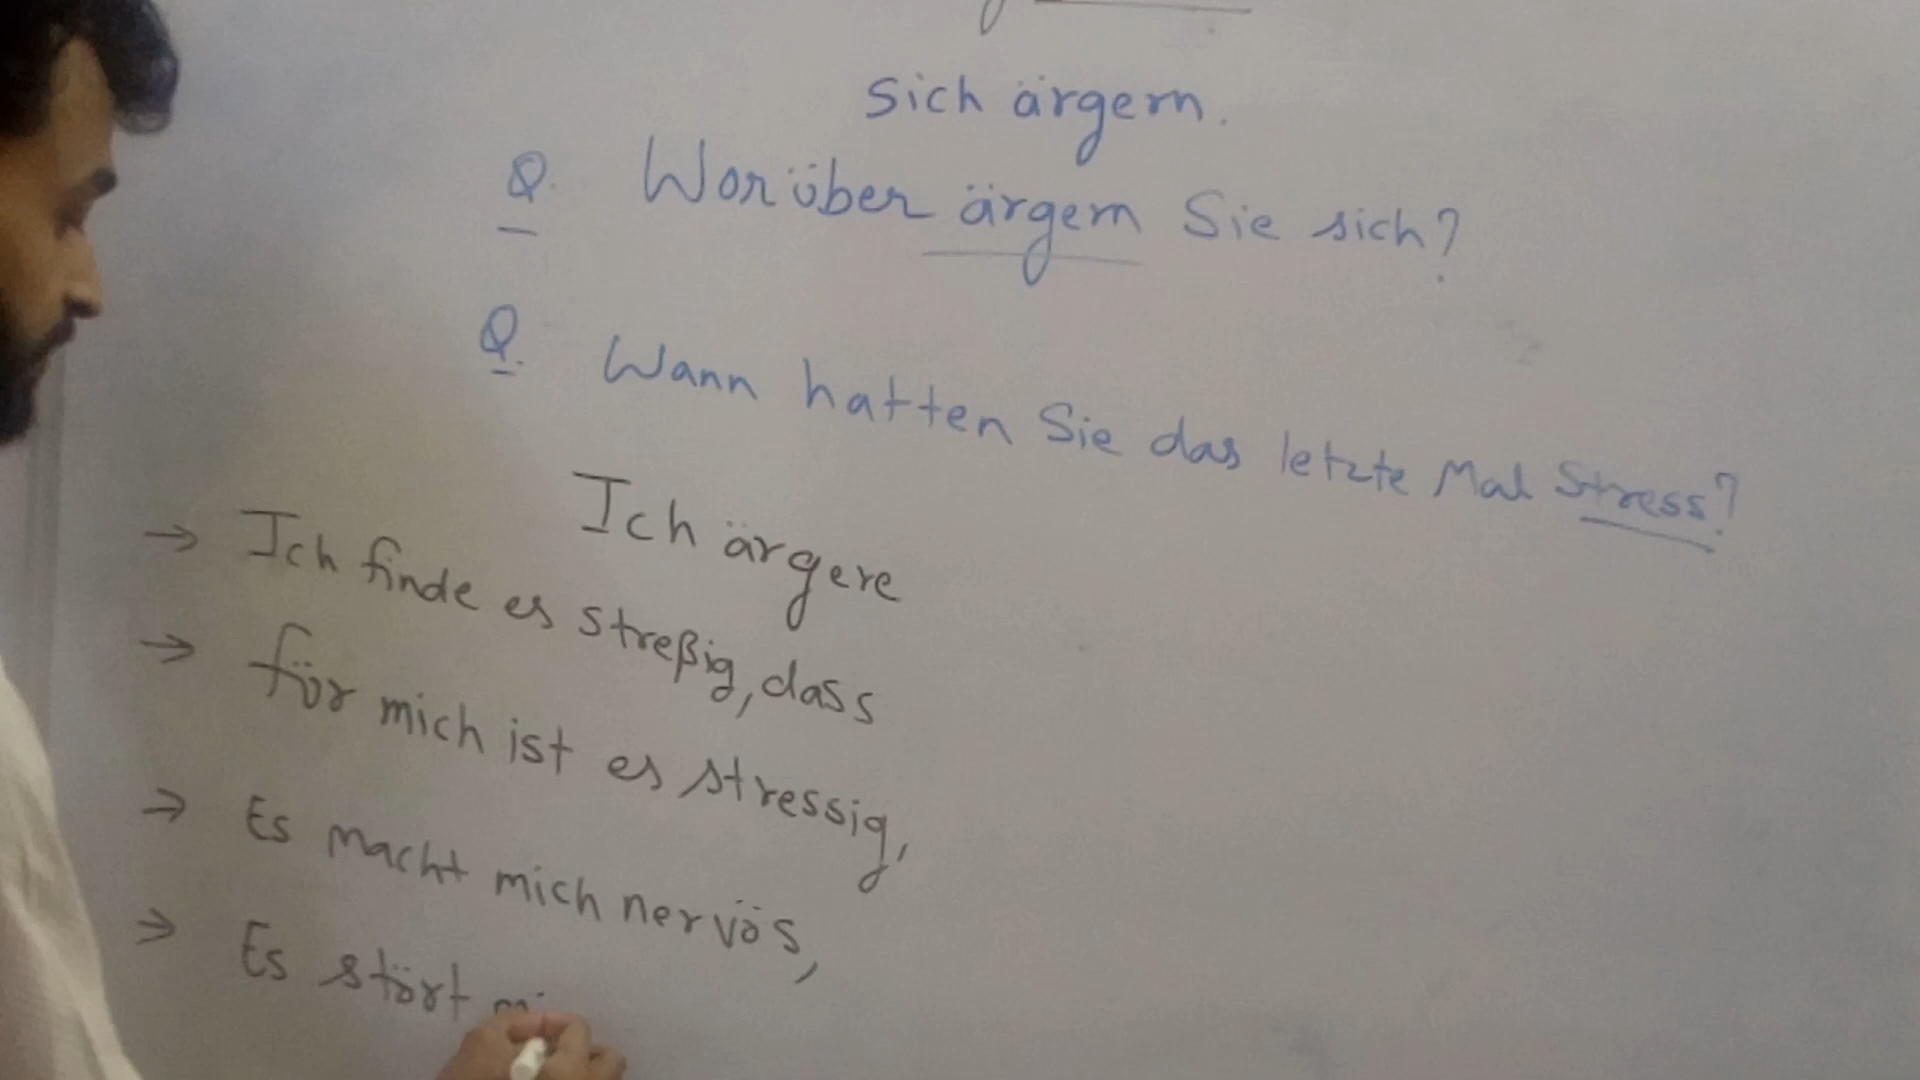 sich ärgern.
Q. Worüber ärgern Sie sich?
Q. Wann hatten Sie das letzte Mal Stress?
Ich ärgere
→ Ich finde es streßig, dass
→ für mich ist es stressig,
→ Es macht mich nervös,
→ Es stört